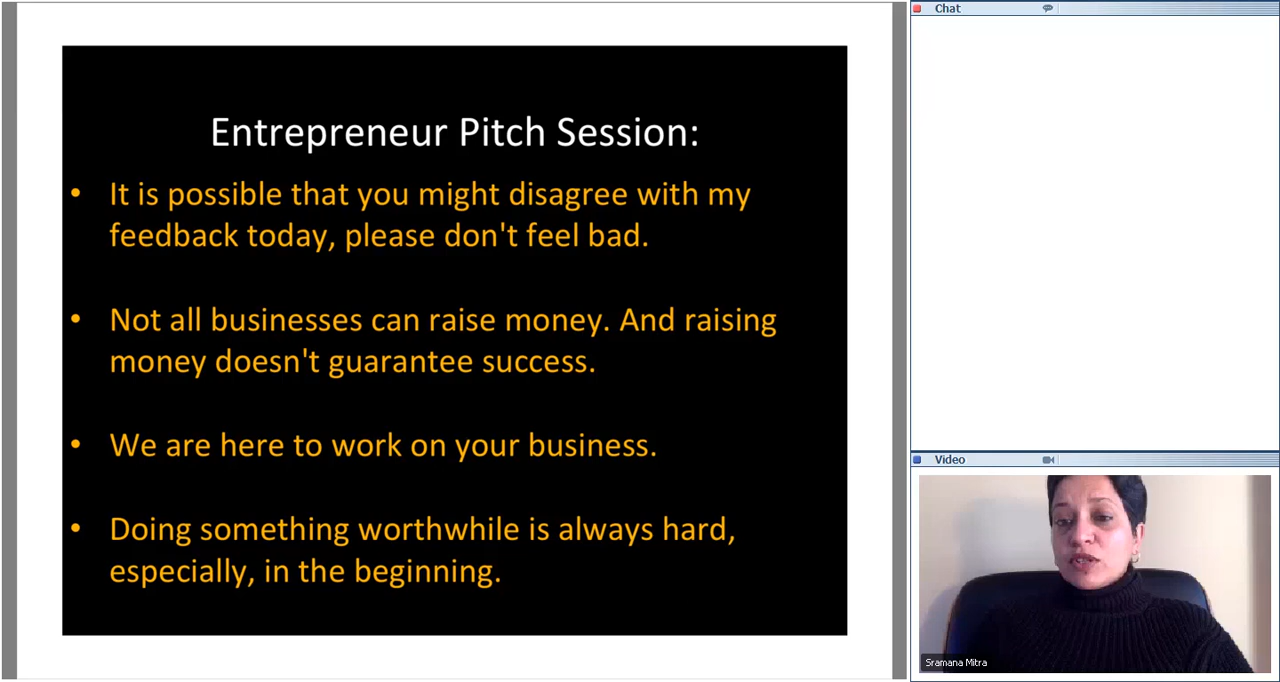 Entrepreneur Pitch Session:
• It is possible that you might disagree with my
feedback today, please don't feel bad.
• Not all businesses can raise money. And raising
money doesn't guarantee success.
• We are here to work on your business.
• Doing something worthwhile is always hard,
especially, in the beginning.
Chat
Video
Sramana Mitra